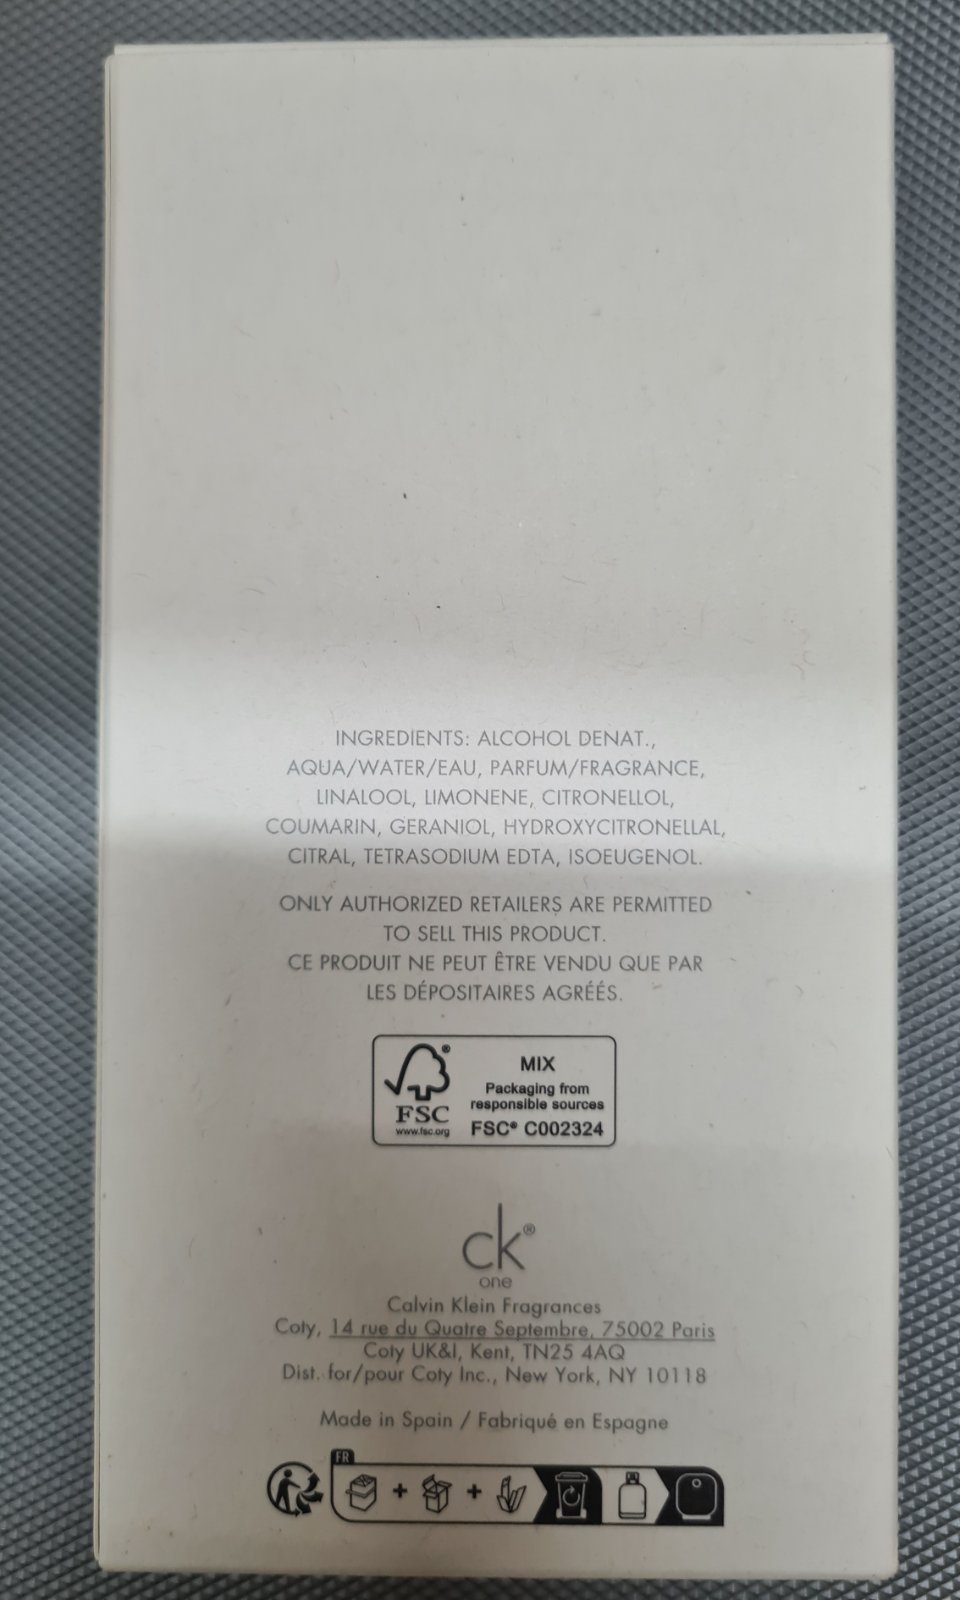 INGREDIENTS: ALCOHOL DENAT.,
AQUA/WATER/EAU, PARFUM/FRAGRANCE,
LINALOOL, LIMONENE, CITRONELLOL,
COUMARIN, GERANIOL, HYDROXYCITRONELLAL,
CITRAL, TETRASODIUM EDTA, ISOEUGENOL.
ONLY AUTHORIZED RETAILERS ARE PERMITTED
TO SELL THIS PRODUCT.
CE PRODUIT NE PEUT ÊTRE VENDU QUE PAR
LES DÉPOSITAIRES AGRÉÉS.
FSC®
www.fsc.org
MIX
Packaging from
responsible sources
FSC® C002324
ck®
one
Calvin Klein Fragrances
Coty, 14 rue du Quatre Septembre, 75002 Paris
Coty UK&I, Kent, TN25 4AQ
Dist. for/pour Coty Inc., New York, NY 10118
Made in Spain / Fabriqué en Espagne
FR
+ +